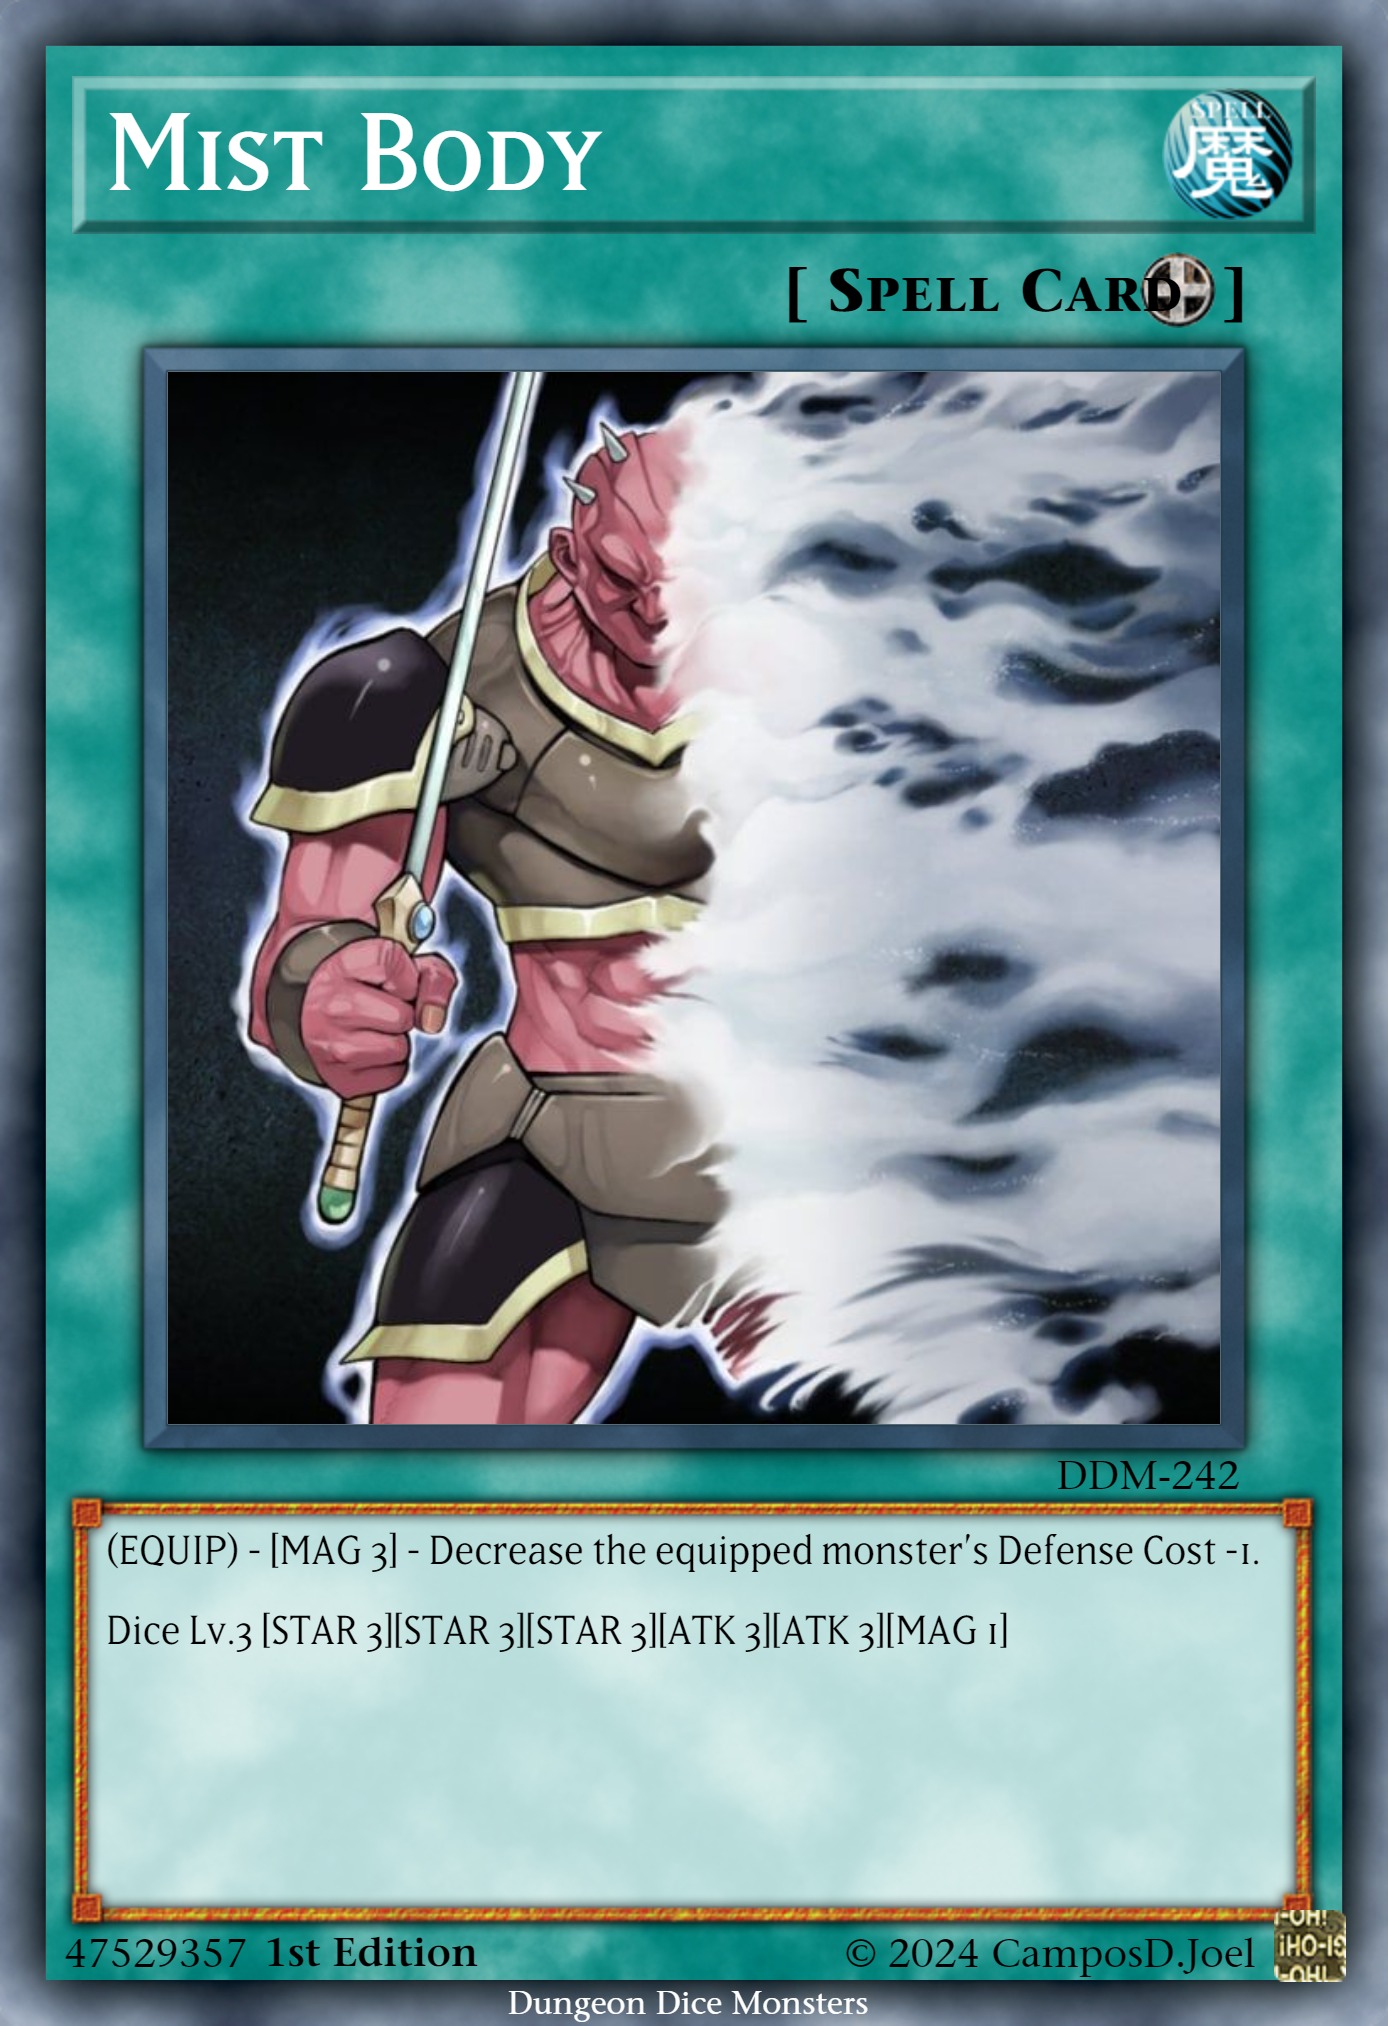 Mist Body
SPELL
魔
[ Spell Card ]
DDM-242
(EQUIP) - [MAG 3] - Decrease the equipped monster's Defense Cost -1.
Dice Lv.3 [STAR 3][STAR 3][STAR 3][ATK 3][ATK 3][MAG 1]
47529357 1st Edition
© 2024 CamposD.Joel
Dungeon Dice Monsters